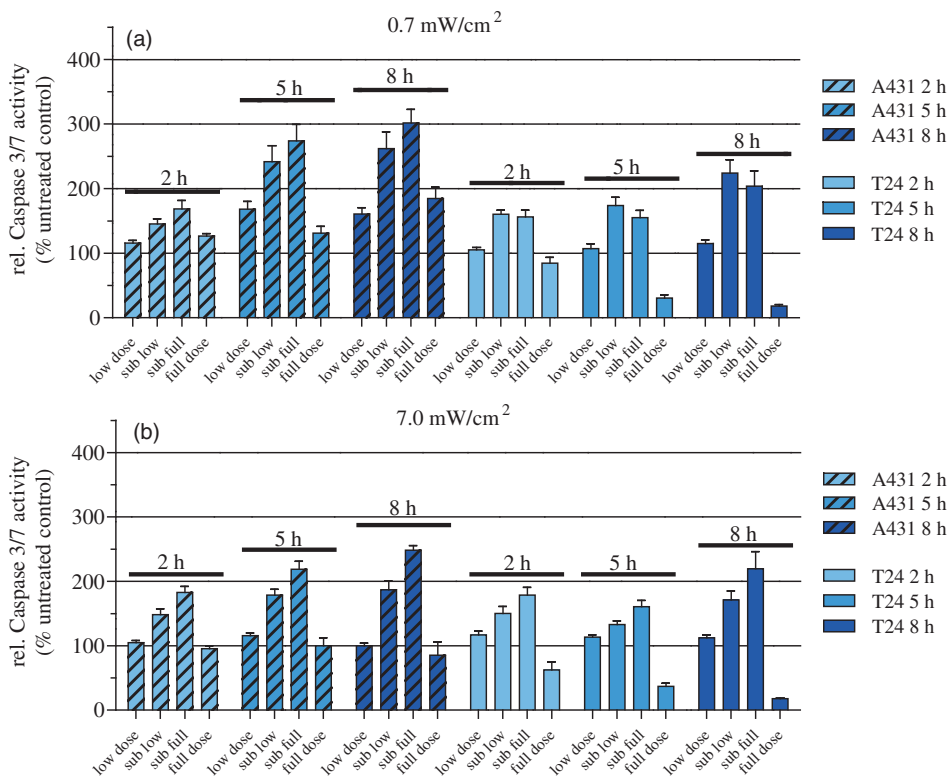 0.7 mW/cm²
(a)
rel. Caspase 3/7 activity
(% untreated control)
400
300
200
100
0
2 h
5 h
8 h
2 h
5 h
8 h
low dose
sub low
sub full
full dose
low dose
sub low
sub full
full dose
low dose
sub low
sub full
full dose
low dose
sub low
sub full
full dose
low dose
sub low
sub full
full dose
low dose
sub low
sub full
full dose
A431 2 h
A431 5 h
A431 8 h
T24 2 h
T24 5 h
T24 8 h
7.0 mW/cm²
(b)
rel. Caspase 3/7 activity
(% untreated control)
400
300
200
100
0
2 h
5 h
8 h
2 h
5 h
8 h
low dose
sub low
sub full
full dose
low dose
sub low
sub full
full dose
low dose
sub low
sub full
full dose
low dose
sub low
sub full
full dose
low dose
sub low
sub full
full dose
low dose
sub low
sub full
full dose
A431 2 h
A431 5 h
A431 8 h
T24 2 h
T24 5 h
T24 8 h